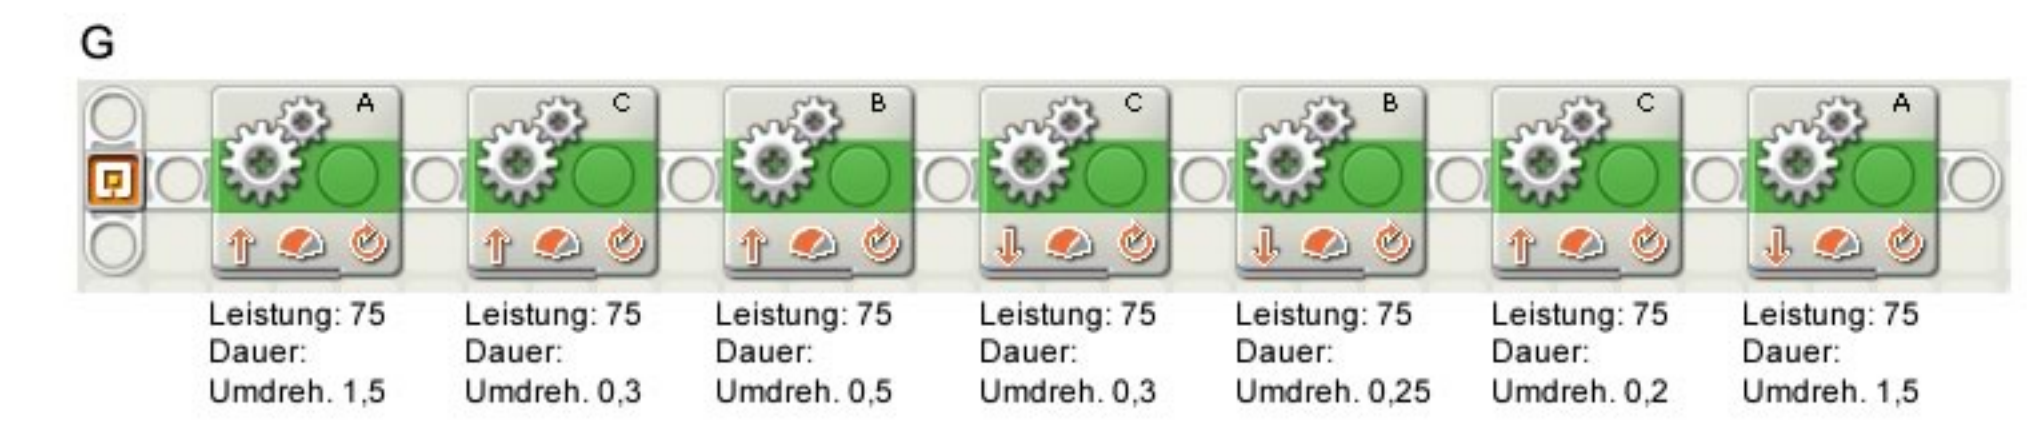 G
A C B C B C A
Leistung: 75 Leistung: 75 Leistung: 75 Leistung: 75 Leistung: 75 Leistung: 75 Leistung: 75
Dauer: Dauer: Dauer: Dauer: Dauer: Dauer: Dauer:
Umdreh. 1,5 Umdreh. 0,3 Umdreh. 0,5 Umdreh. 0,3 Umdreh. 0,25 Umdreh. 0,2 Umdreh. 1,5